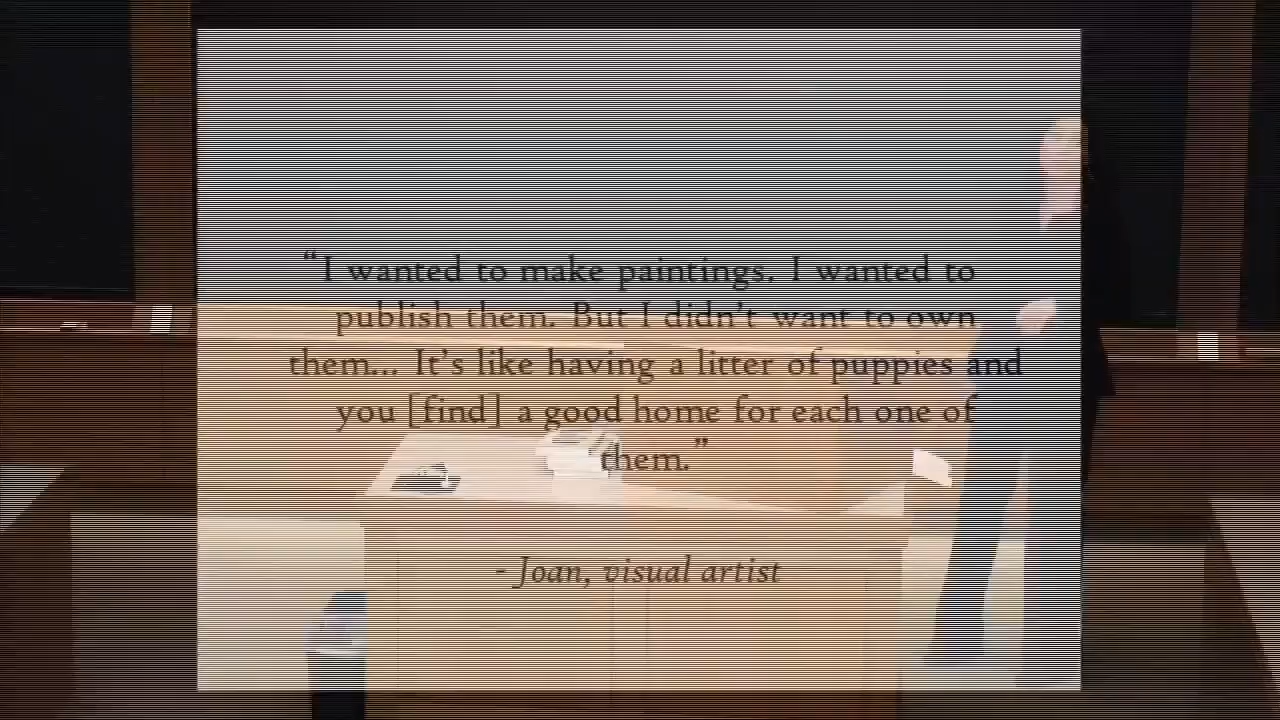 “I wanted to make paintings. I wanted to
publish them. But I didn’t want to own
them... It’s like having a litter of puppies and
you [find] a good home for each one of
them.”
- Joan, visual artist